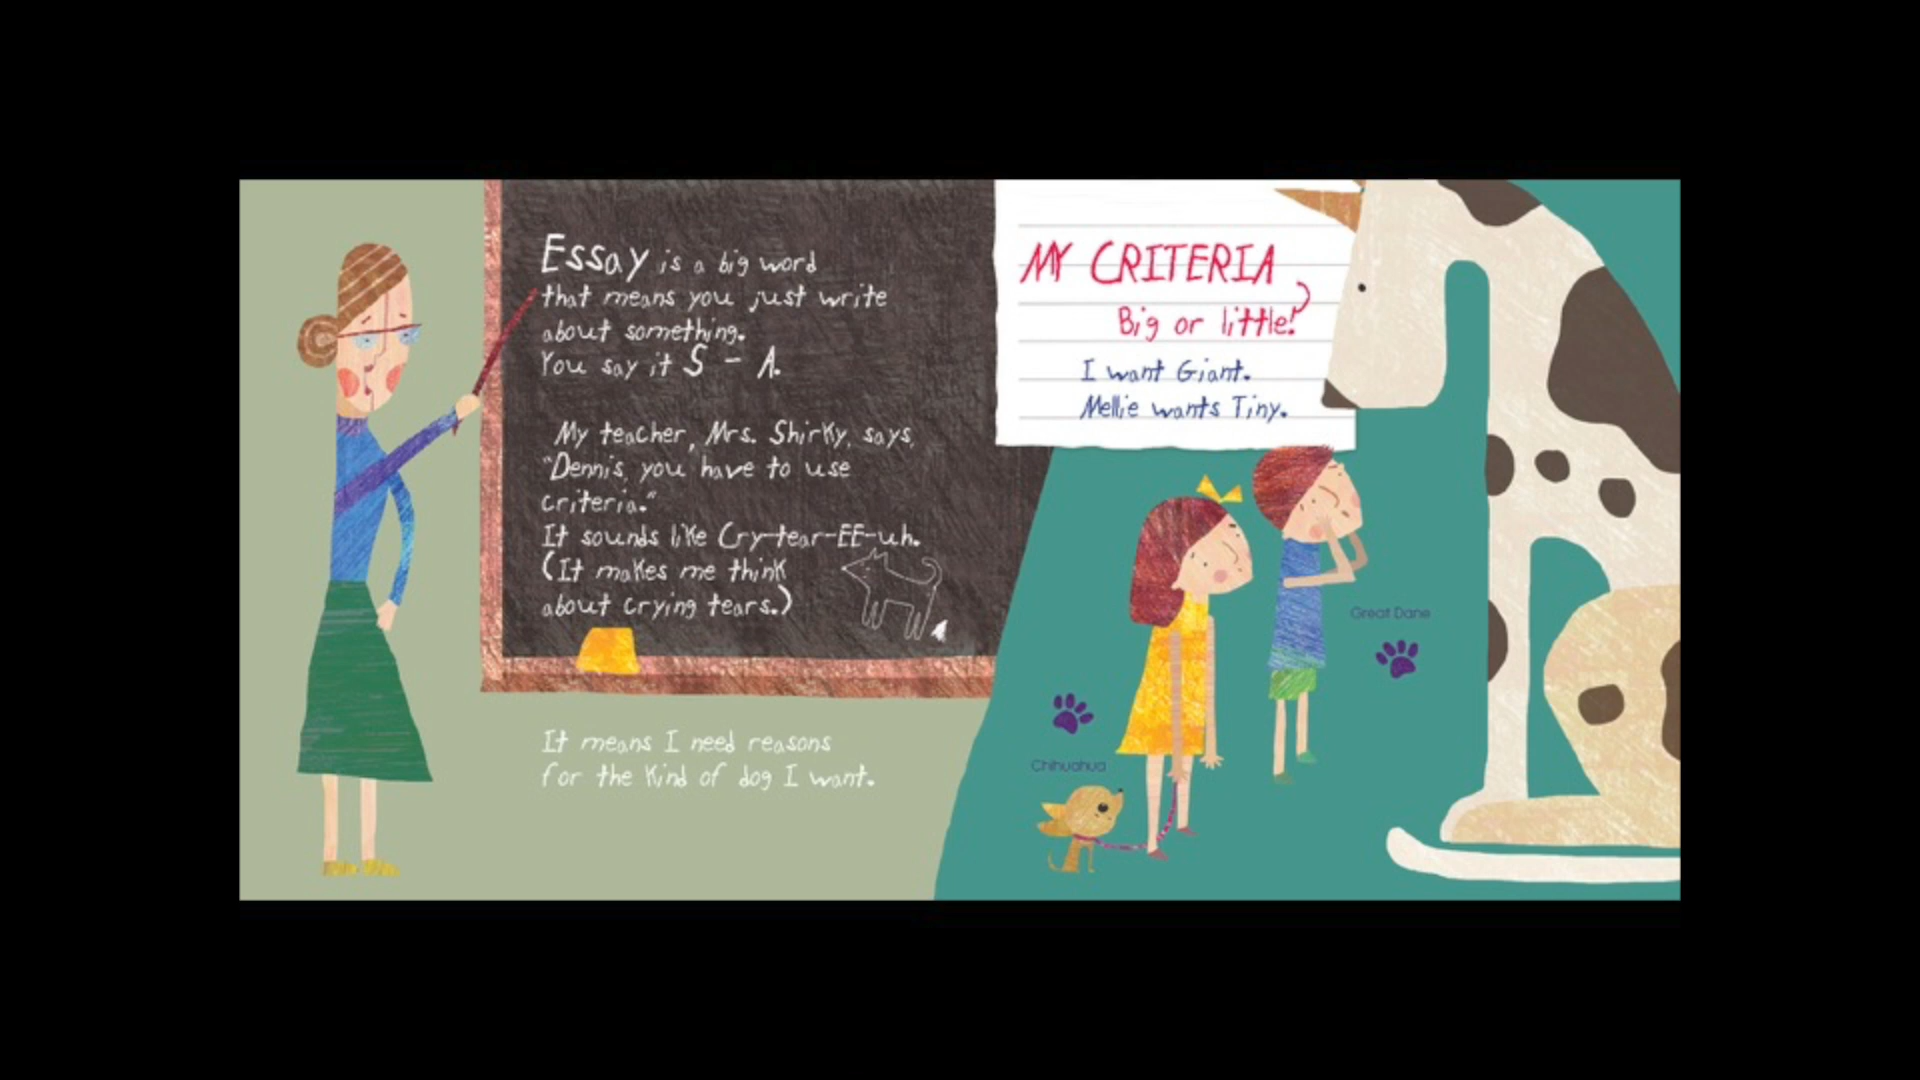 Essay is a big word
that means you just write
about something.
You say it S - A.
My teacher, Mrs. Shirky, says,
"Dennis, you have to use
criteria."
It sounds like Cry-tear-EE-uh.
(It makes me think
about crying tears.)
It means I need reasons
for the kind of dog I want.
MY CRITERIA
Big or little?
I want Giant.
Mellie wants Tiny.
Great Dane
Chihuahua